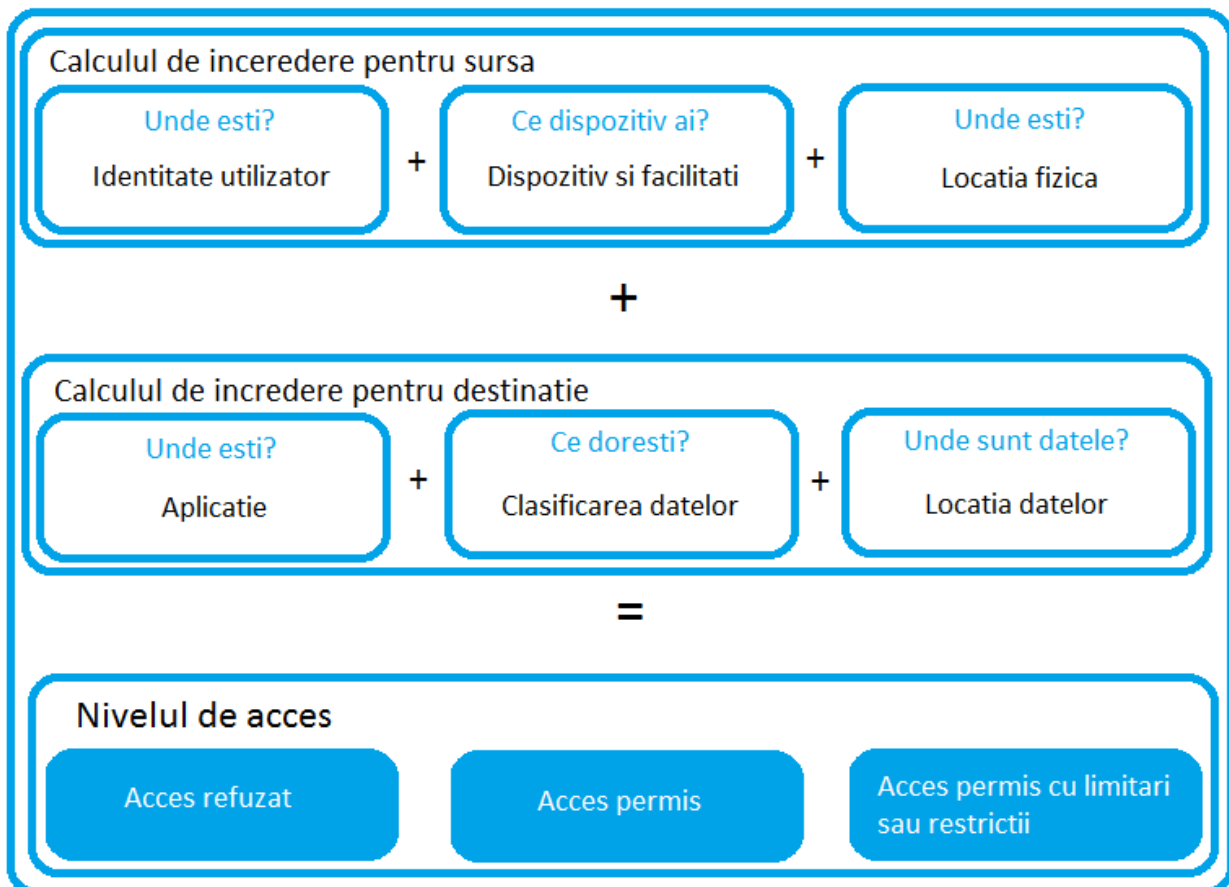 Calculul de inceredere pentru sursa
Unde esti?
Identitate utilizator
+
Ce dispozitiv ai?
Dispozitiv si facilitati
+
Unde esti?
Locatia fizica
+
Calculul de incredere pentru destinatie
Unde esti?
Aplicatie
+
Ce doresti?
Clasificarea datelor
+
Unde sunt datele?
Locatia datelor
=
Nivelul de acces
Acces refuzat
Acces permis
Acces permis cu limitari
sau restrictii